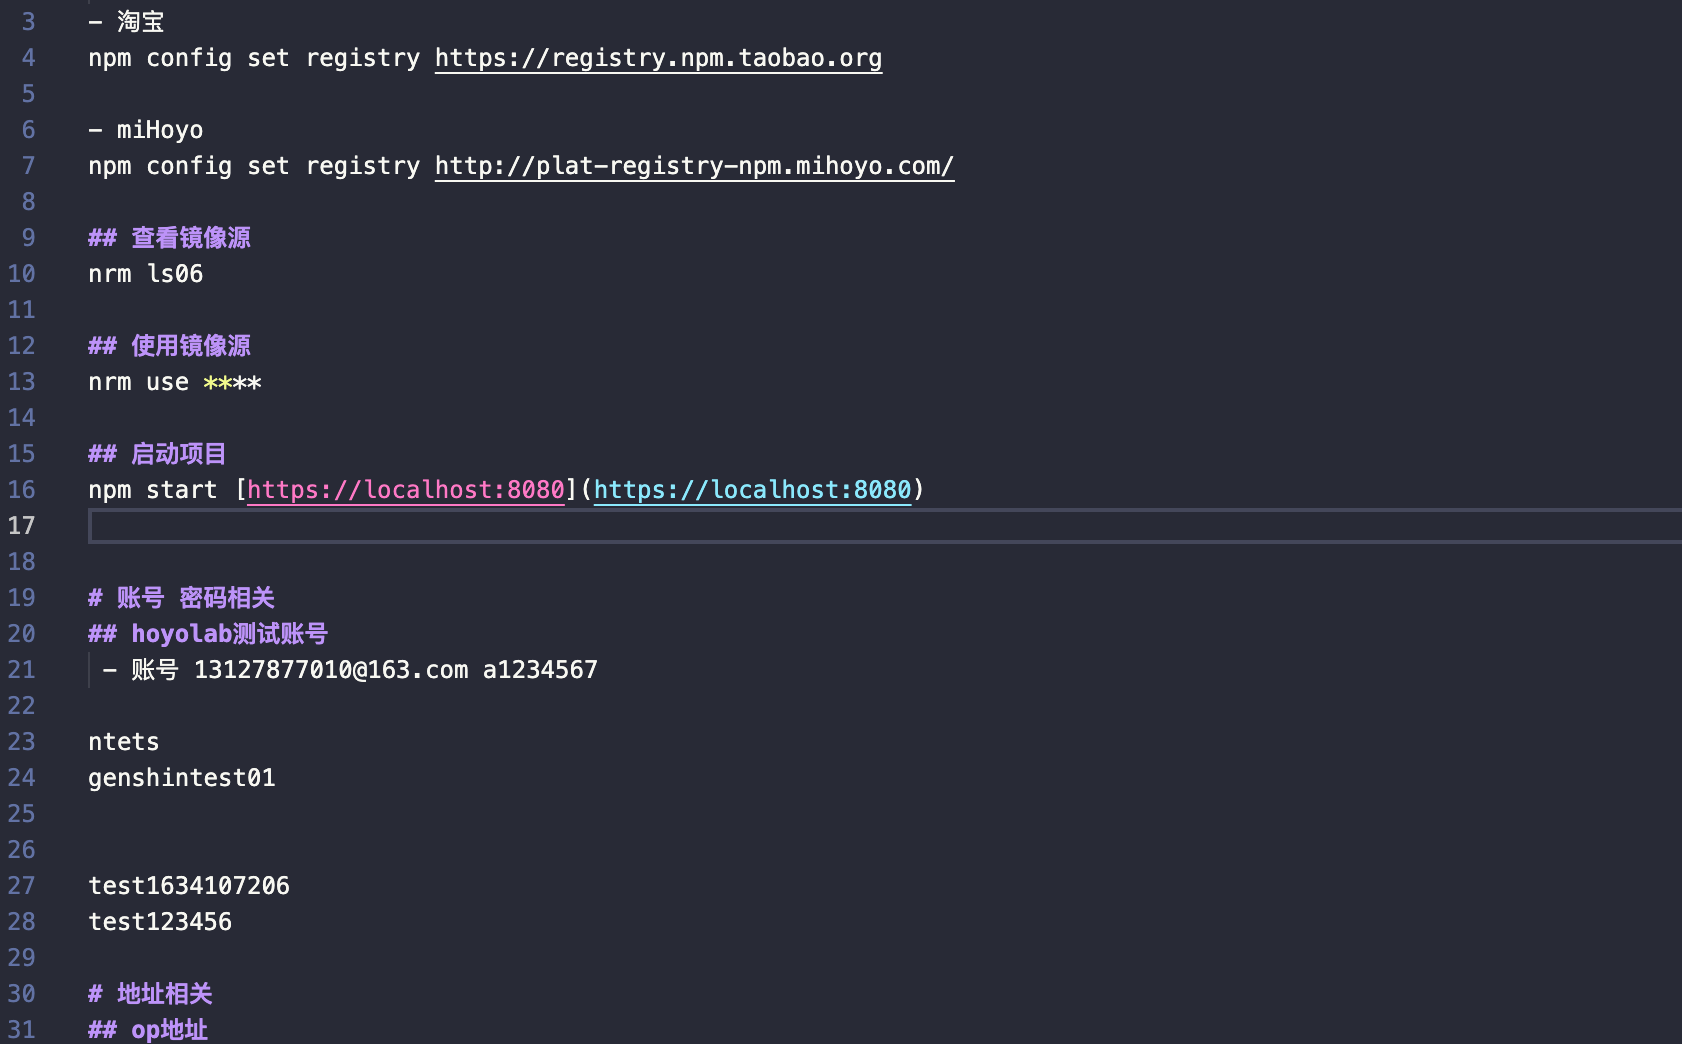 3 - 淘宝
4 npm config set registry https://registry.npm.taobao.org
5
6 - miHoyo
7 npm config set registry http://plat-registry-npm.mihoyo.com/
8
9 ## 查看镜像源
10 nrm ls06
11
12 ## 使用镜像源
13 nrm use ****
14
15 ## 启动项目
16 npm start [https://localhost:8080](https://localhost:8080)
17
18
19 # 账号 密码相关
20 ## hoyolab测试账号
21 - 账号 13127877010@163.com a1234567
22
23 ntets
24 genshintest01
25
26
27 test1634107206
28 test123456
29
30 # 地址相关
31 ## op地址